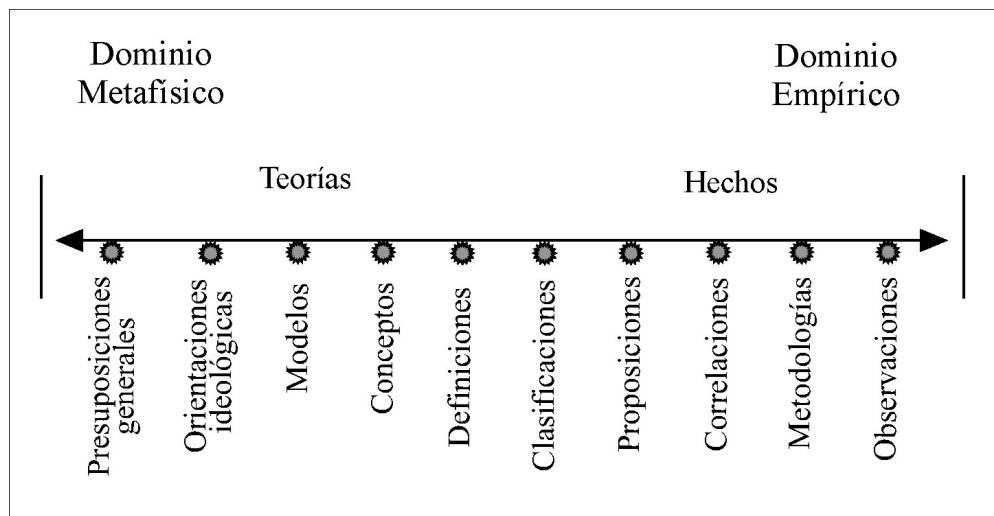 Dominio
Metafísico
Dominio
Empírico
Teorías
Hechos
Presuposiciones
generales
Orientaciones
ideológicas
Modelos
Conceptos
Definiciones
Clasificaciones
Proposiciones
Correlaciones
Metodologías
Observaciones